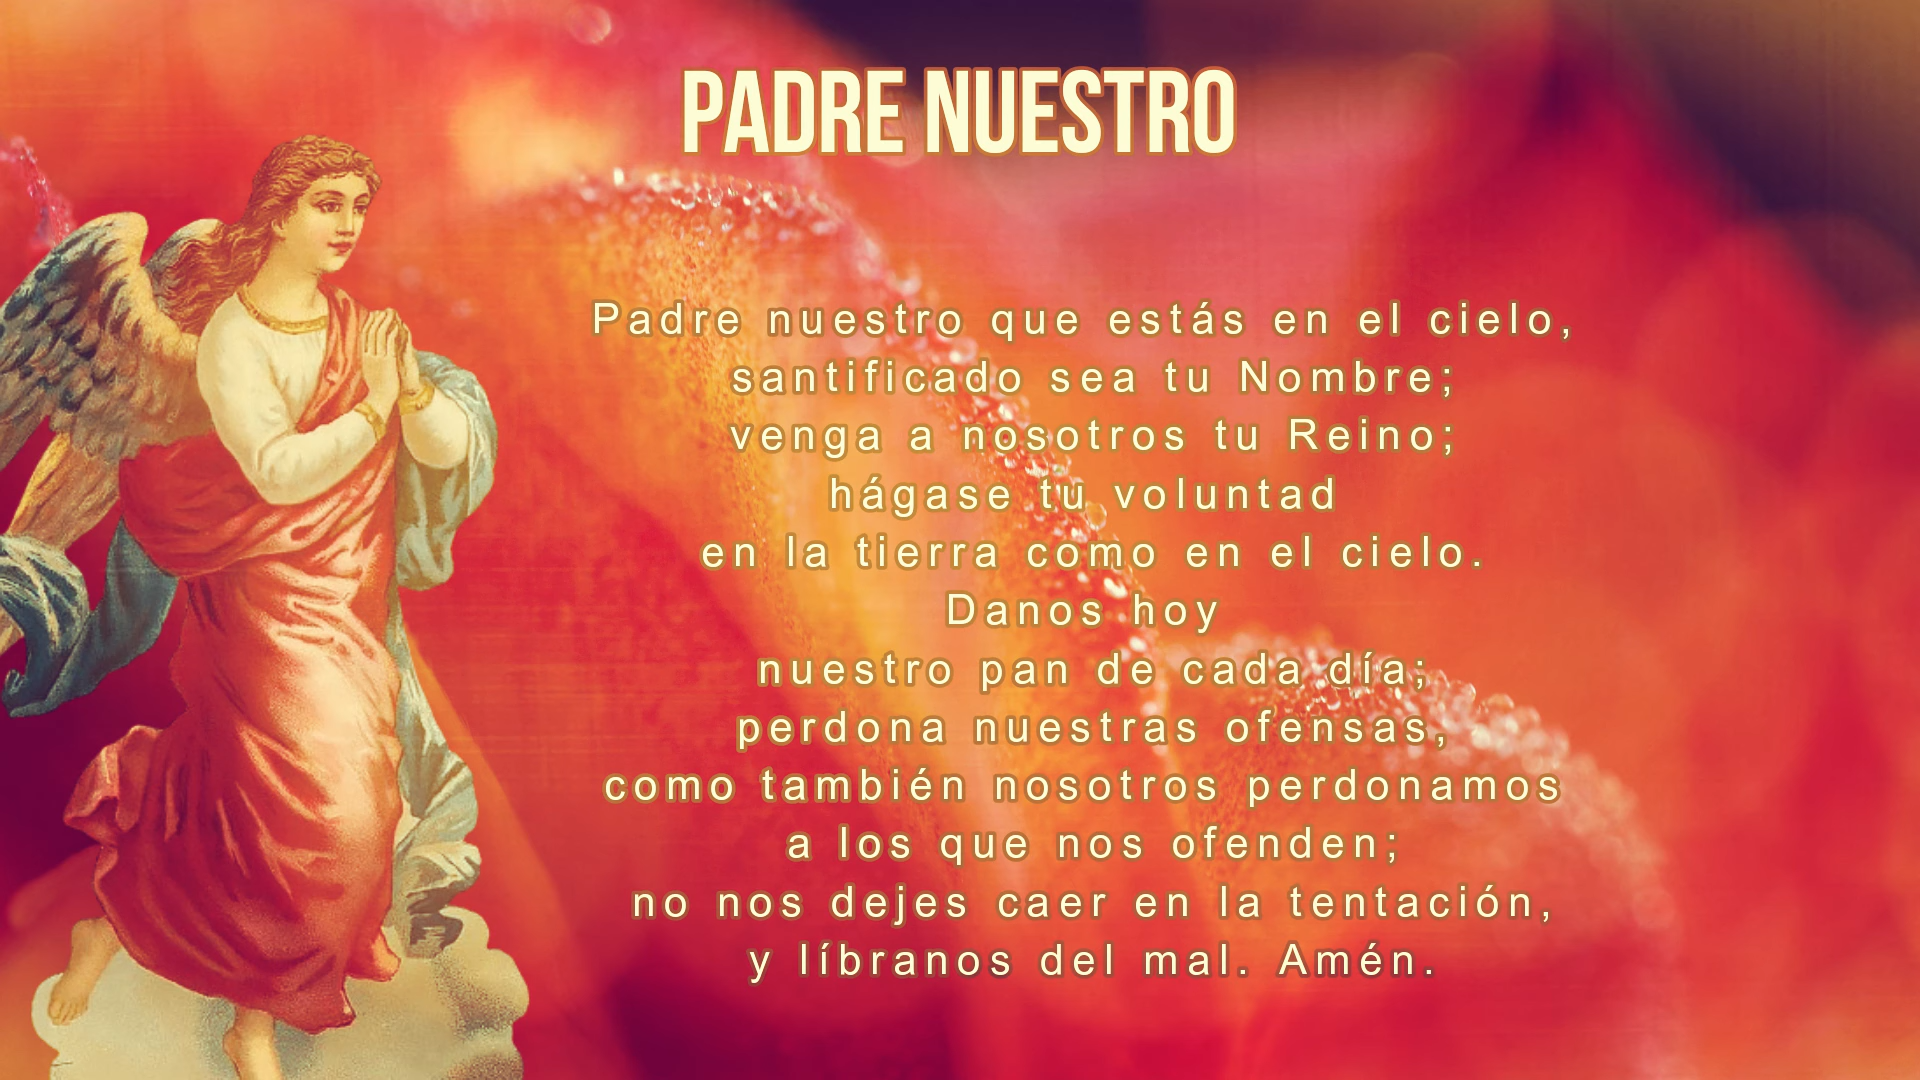 PADRE NUESTRO
Padre nuestro que estás en el cielo,
santificado sea tu Nombre;
venga a nosotros tu Reino;
hágase tu voluntad
en la tierra como en el cielo.
Danos hoy
nuestro pan de cada día;
perdona nuestras ofensas,
como también nosotros perdonamos
a los que nos ofenden;
no nos dejes caer en la tentación,
y líbranos del mal. Amén.